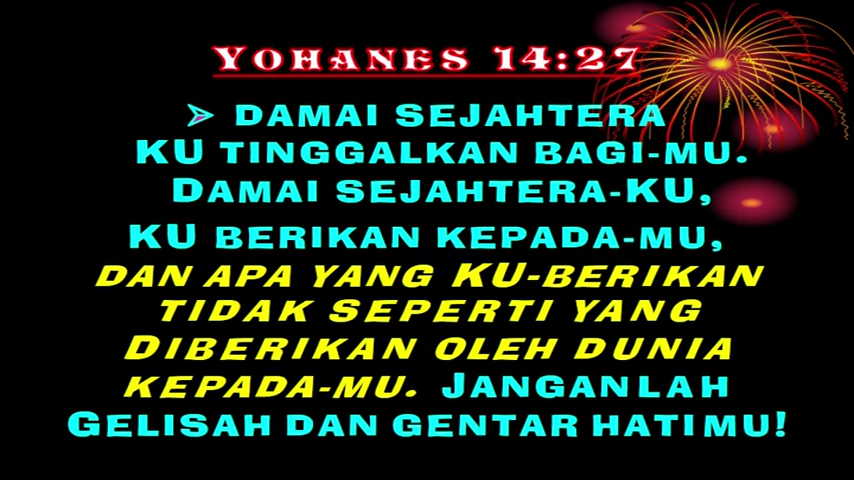 YOHANES 14:27
➢ DAMAI SEJAHTERA
KU TINGGALKAN BAGI-MU.
DAMAI SEJAHTERA-KU,
KU BERIKAN KEPADA-MU,
DAN APA YANG KU-BERIKAN
TIDAK SEPERTI YANG
DIBERIKAN OLEH DUNIA
KEPADA-MU. JANGANLAH
GELISAH DAN GENTAR HATIMU!